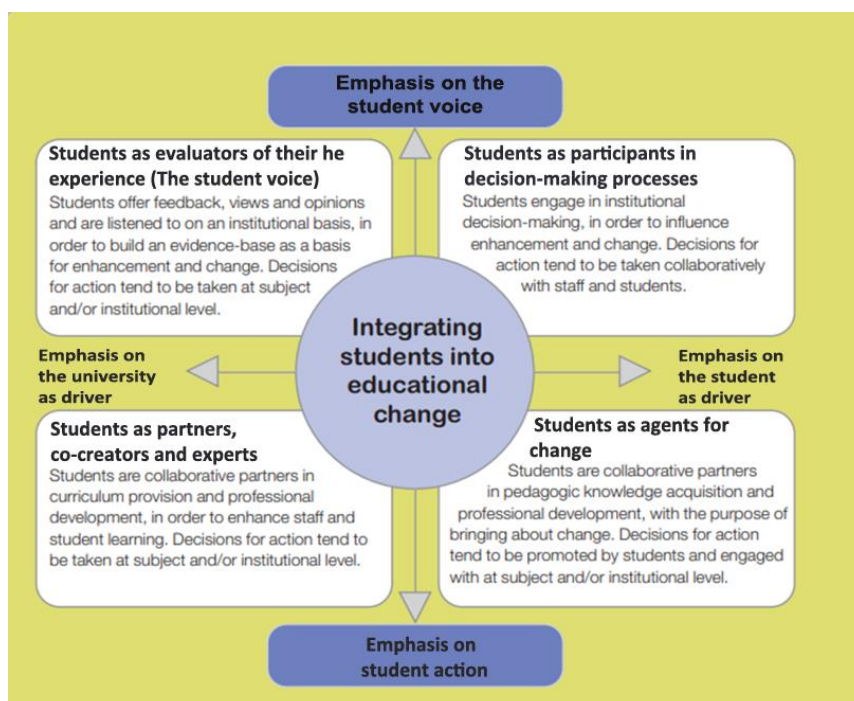 Emphasis on the
student voice
Students as evaluators of their he
experience (The student voice)
Students offer feedback, views and opinions
and are listened to on an institutional basis, in
order to build an evidence-base as a basis
for enhancement and change. Decisions
for action tend to be taken at subject
and/or institutional level.
Students as participants in
decision-making processes
Students engage in institutional
decision-making, in order to influence
enhancement and change. Decisions for
action tend to be taken collaboratively
with staff and students.
Integrating
students into
educational
change
Emphasis on
the university
as driver
Emphasis on
the student
as driver
Students as partners,
co-creators and experts
Students are collaborative partners in
curriculum provision and professional
development, in order to enhance staff and
student learning. Decisions for action tend to
be taken at subject and/or institutional level.
Students as agents for
change
Students are collaborative partners
in pedagogic knowledge acquisition and
professional development, with the purpose of
bringing about change. Decisions for action
tend to be promoted by students and engaged
with at subject and/or institutional level.
Emphasis on
student action